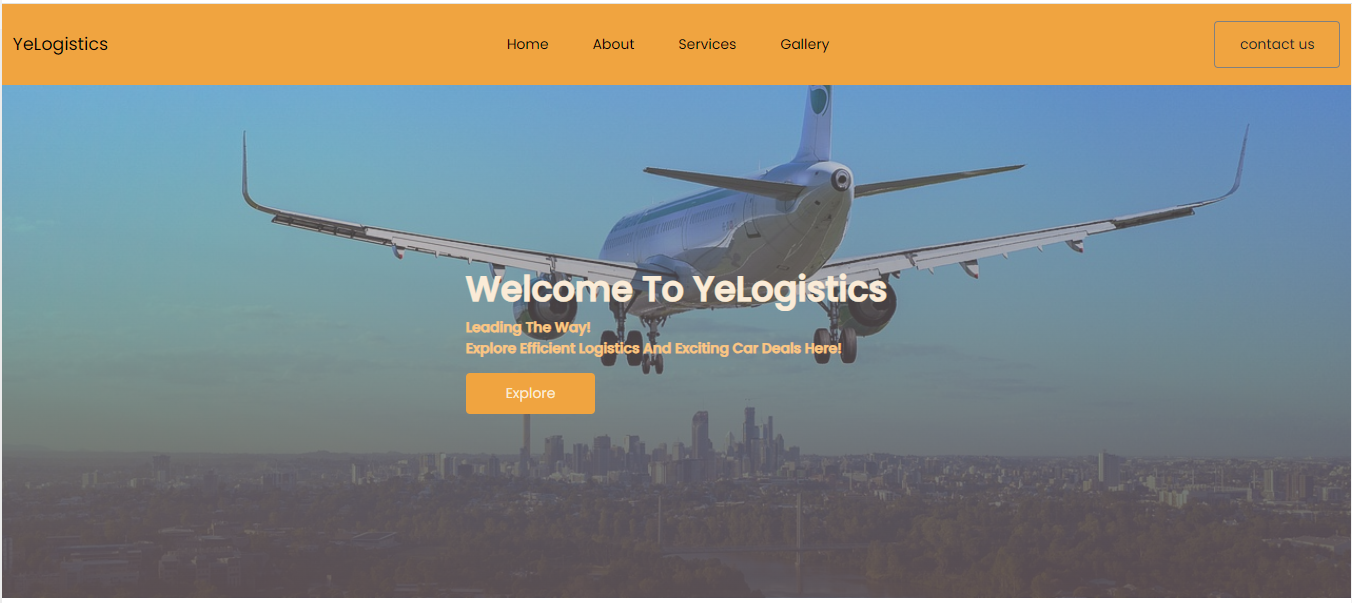 YeLogistics
Home About Services Gallery
contact us
Welcome To YeLogistics
Leading The Way!
Explore Efficient Logistics And Exciting Car Deals Here!
Explore